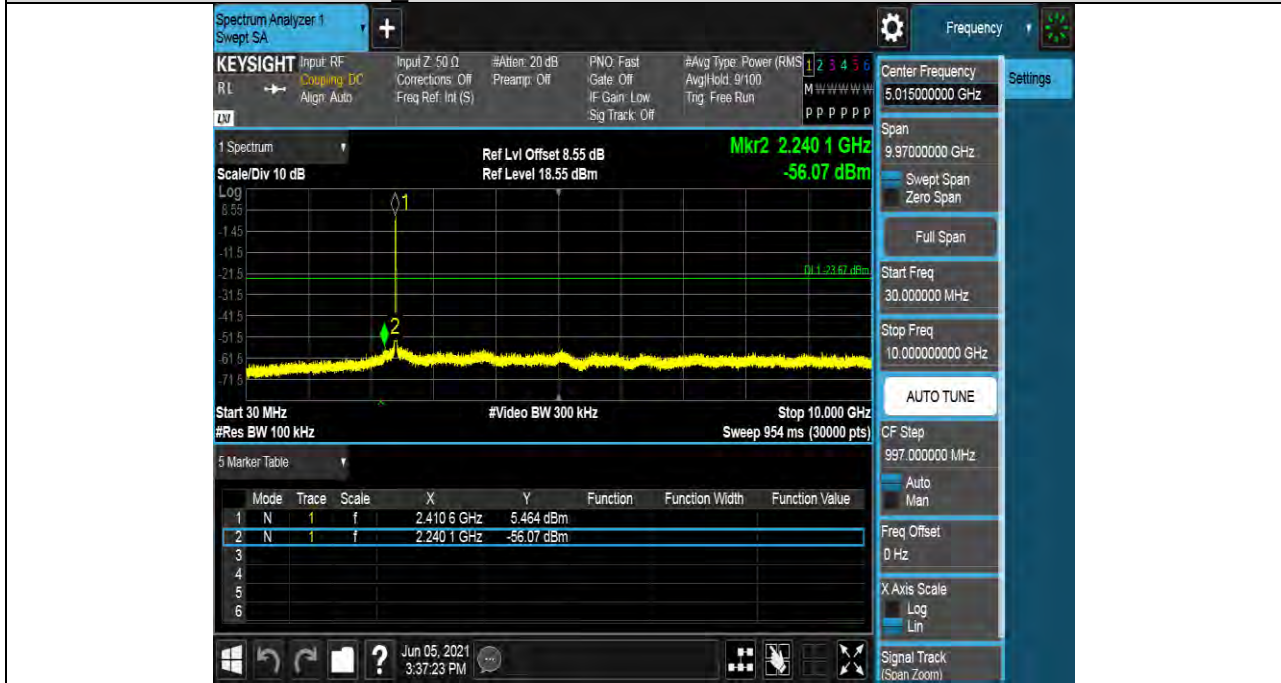 Spectrum Analyzer 1
Swept SA
+
Frequency
KEYSIGHT Input: RF Input Z: 50 Ω #Atten: 20 dB PNO: Fast #Avg Type: Power (RMS 1 2 3 4 5 6
RL Coupling: DC Corrections: Off Preamp: Off Gate: Off Avg|Hold: 9/100 M W W W W W
Align: Auto Freq Ref: Int (S) IF Gain: Low Trig: Free Run
LXI Sig Track: Off P P P P P P
1 Spectrum
Ref Lvl Offset 8.55 dB Mkr2 2.240 1 GHz
Scale/Div 10 dB Ref Level 18.55 dBm -56.07 dBm
Log
1
8.55
-1.45
-11.5
DL1 -23.67 dBm
-21.5
-31.5
-41.5
2
-51.5
-61.5
-71.5
Start 30 MHz #Video BW 300 kHz Stop 10.000 GHz
#Res BW 100 kHz Sweep 954 ms (30000 pts)
5 Marker Table
Mode Trace Scale X Y Function Function Width Function Value
1 N 1 f 2.410 6 GHz 5.464 dBm
2 N 1 f 2.240 1 GHz -56.07 dBm
3
4
5
6
Jun 05, 2021
3:37:23 PM
?
Center Frequency
5.015000000 GHz
Settings
Span
9.97000000 GHz
Swept Span
Zero Span
Full Span
Start Freq
30.000000 MHz
Stop Freq
10.000000000 GHz
AUTO TUNE
CF Step
997.000000 MHz
Auto
Man
Freq Offset
0 Hz
X Axis Scale
Log
Lin
Signal Track
(Span Zoom)